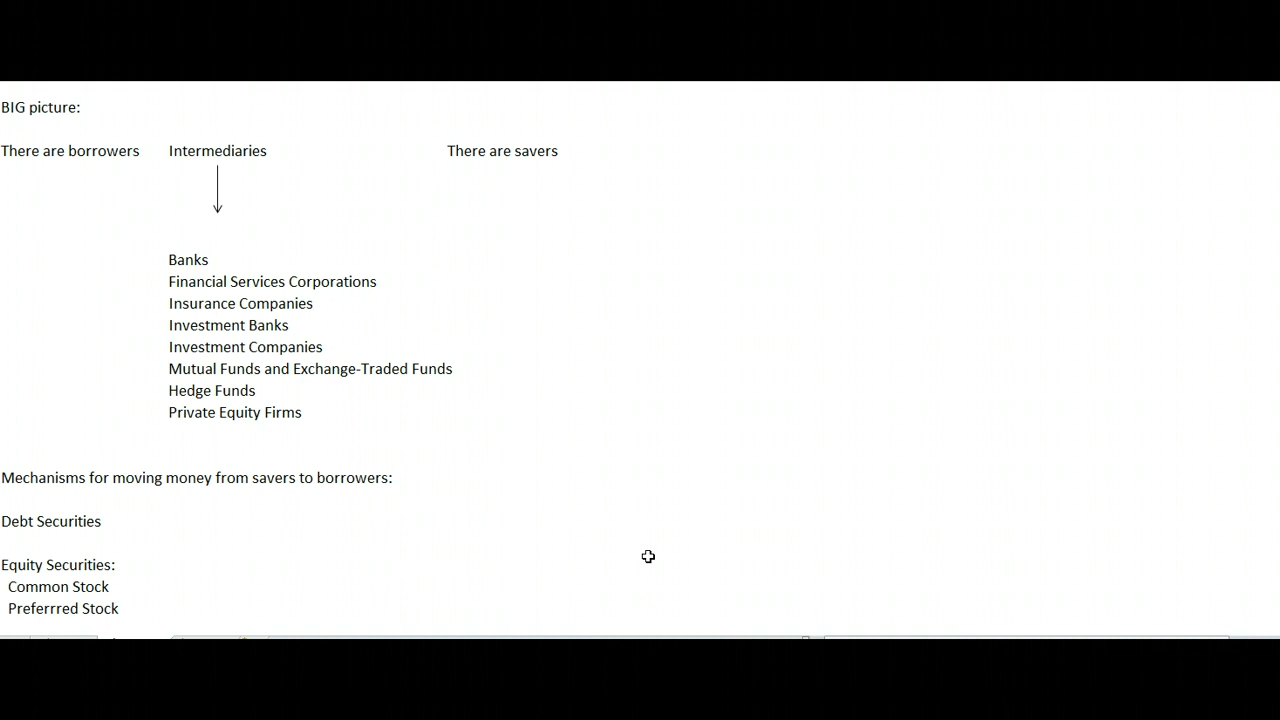 BIG picture:
There are borrowers Intermediaries There are savers
Banks
Financial Services Corporations
Insurance Companies
Investment Banks
Investment Companies
Mutual Funds and Exchange-Traded Funds
Hedge Funds
Private Equity Firms
Mechanisms for moving money from savers to borrowers:
Debt Securities
Equity Securities:
Common Stock
Preferrred Stock